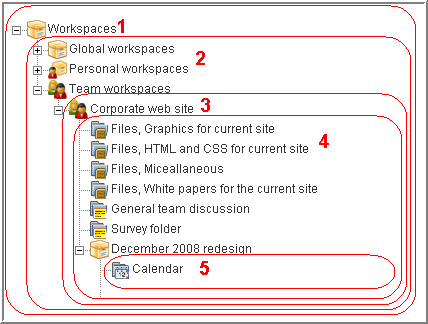 Workspaces 1
Global workspaces
2
Personal workspaces
Team workspaces
Corporate web site 3
Files, Graphics for current site
Files, HTML and CSS for current site 4
Files, Miceallaneous
Files, White papers for the current site
General team discussion
Survey folder
December 2008 redesign
Calendar 5